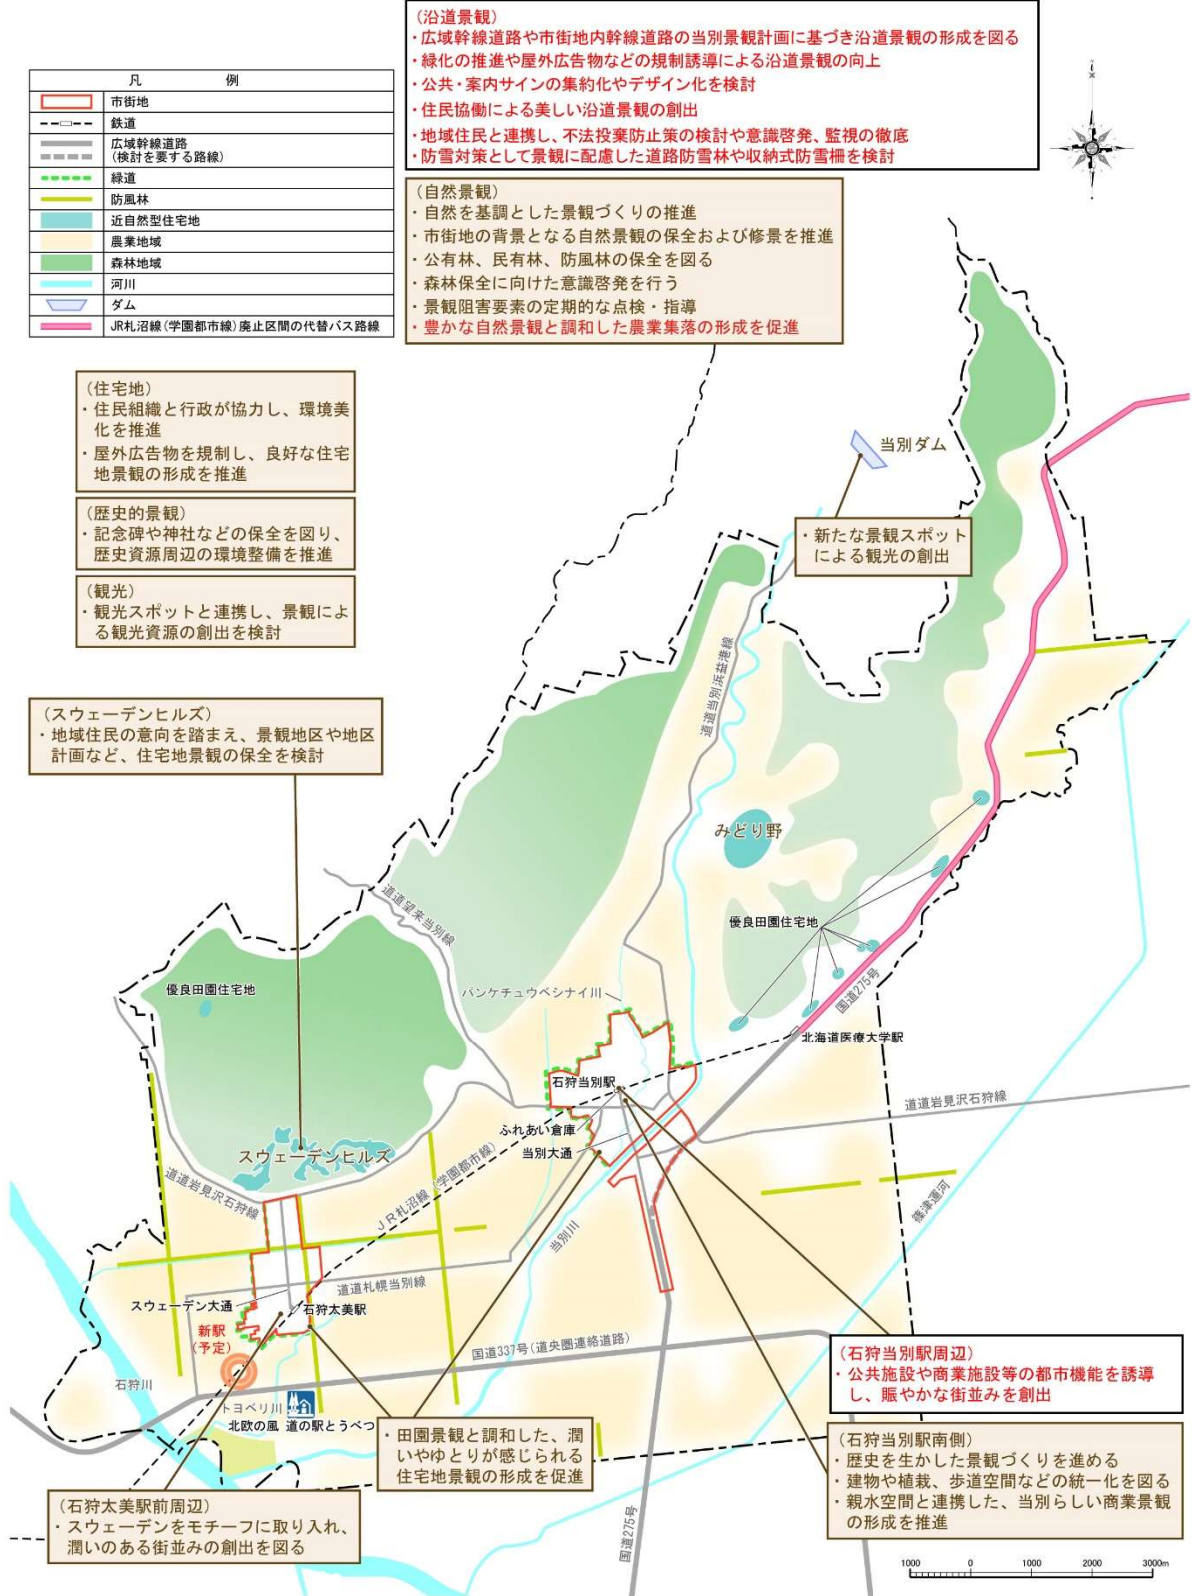 (沿道景観)
・広域幹線道路や市街地内幹線道路の当別景観計画に基づき沿道景観の形成を図る
・緑化の推進や屋外広告物などの規制誘導による沿道景観の向上
・公共・案内サインの集約化やデザイン化を検討
・住民協働による美しい沿道景観の創出
・地域住民と連携し、不法投棄防止策の検討や意識啓発、監視の徹底
・防雪対策として景観に配慮した道路防雪林や収納式防雪柵を検討
凡 例
市街地
鉄道
広域幹線道路
(検討を要する路線)
緑道
防風林
近自然型住宅地
農業地域
森林地域
河川
ダム
JR札沼線(学園都市線)廃止区間の代替バス路線
(自然景観)
・自然を基調とした景観づくりの推進
・市街地の背景となる自然景観の保全および修景を推進
・公有林、民有林、防風林の保全を図る
・森林保全に向けた意識啓発を行う
・景観阻害要素の定期的な点検・指導
・豊かな自然景観と調和した農業集落の形成を促進
(住宅地)
・住民組織と行政が協力し、環境美
化を推進
・屋外広告物を規制し、良好な住宅
地景観の形成を推進
(歴史的景観)
・記念碑や神社などの保全を図り、
歴史資源周辺の環境整備を推進
(観光)
・観光スポットと連携し、景観によ
る観光資源の創出を検討
当別ダム
・新たな景観スポット
による観光の創出
(スウェーデンヒルズ)
・地域住民の意向を踏まえ、景観地区や地区
計画など、住宅地景観の保全を検討
道道当別浜益港線
みどり野
道道望来当別線
優良田園住宅地
優良田園住宅地
パンケチュウベシナイ川
国道275号
北海道医療大学駅
石狩当別駅
道道岩見沢石狩線
ふれあい倉庫
当別大通
スウェーデンヒルズ
JR札沼線(学園都市線)
道道岩見沢石狩線
当別川
篠津運河
道道札幌当別線
スウェーデン大通
石狩太美駅
新駅
(予定)
国道337号(道央圏連絡道路)
石狩川
トヨベリ川
北欧の風 道の駅とうべつ
(石狩当別駅周辺)
・公共施設や商業施設等の都市機能を誘導
し、賑やかな街並みを創出
・田園景観と調和した、潤
いやゆとりが感じられる
住宅地景観の形成を促進
(石狩当別駅南側)
・歴史を生かした景観づくりを進める
・建物や植栽、歩道空間などの統一化を図る
・親水空間と連携した、当別らしい商業景観
の形成を推進
(石狩太美駅前周辺)
・スウェーデンをモチーフに取り入れ、
潤いのある街並みの創出を図る
国道275号
1000 0 1000 2000 3000m